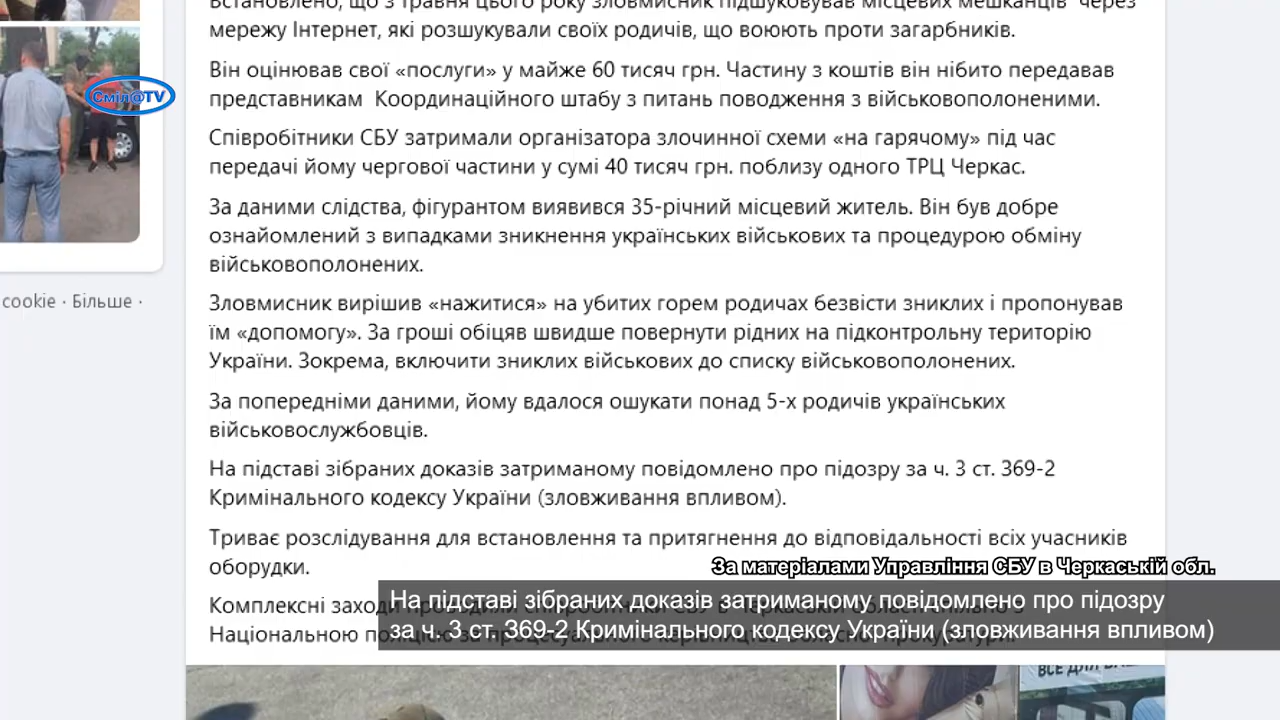 Встановлено, що з травня цього року зловмисник підшуковував місцевих мешканців через
мережу Інтернет, які розшукували своїх родичів, що воюють проти загарбників.
Він оцінював свої «послуги» у майже 60 тисяч грн. Частину з коштів він нібито передавав
представникам Координаційного штабу з питань поводження з військовополоненими.
Співробітники СБУ затримали організатора злочинної схеми «на гарячому» під час
передачі йому чергової частини у сумі 40 тисяч грн. поблизу одного ТРЦ Черкас.
За даними слідства, фігурантом виявився 35-річний місцевий житель. Він був добре
ознайомлений з випадками зникнення українських військових та процедурою обміну
військовополонених.
Зловмисник вирішив «нажитися» на убитих горем родичах безвісти зниклих і пропонував
їм «допомогу». За гроші обіцяв швидше повернути рідних на підконтрольну територію
України. Зокрема, включити зниклих військових до списку військовополонених.
За попередніми даними, йому вдалося ошукати понад 5-х родичів українських
військовослужбовців.
На підставі зібраних доказів затриманому повідомлено про підозру за ч. 3 ст. 369-2
Кримінального кодексу України (зловживання впливом).
Триває розслідування для встановлення та притягнення до відповідальності всіх учасників
оборудки.
Комплексні заходи
Національною
Сміл@TV
cookie · Більше ·
За матеріалами Управління СБУ в Черкаській обл.
На підставі зібраних доказів затриманому повідомлено про підозру
за ч. 3 ст. 369-2 Кримінального кодексу України (зловживання впливом)
ВСЕ ДЛЯ